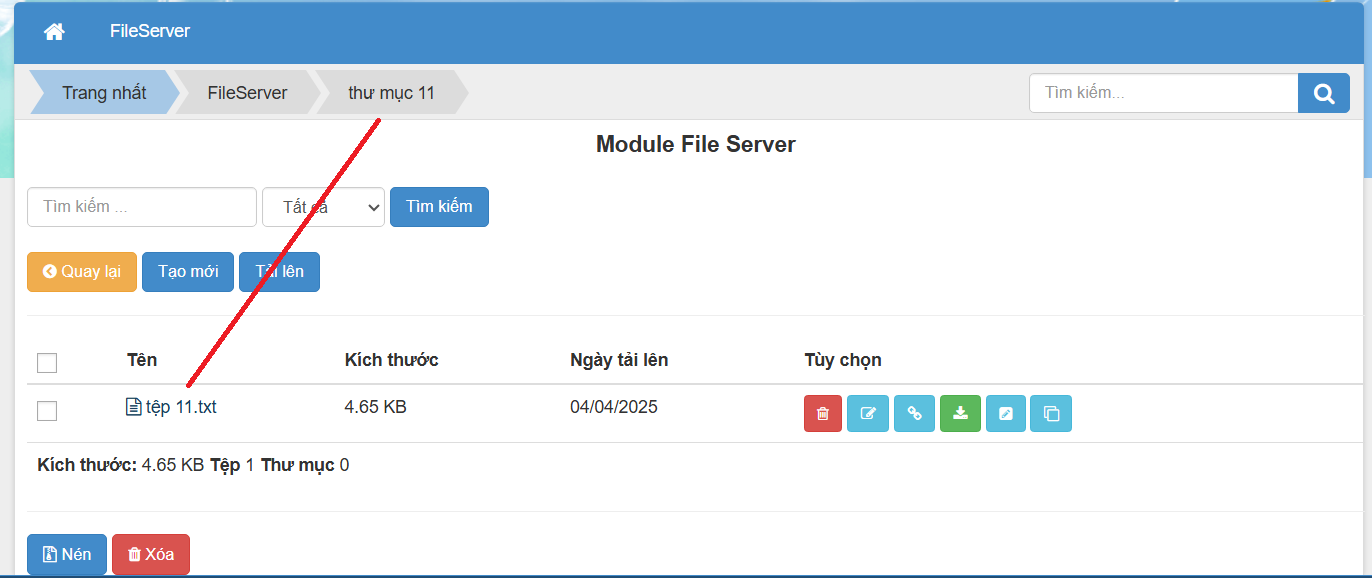 FileServer
Trang nhất FileServer thư mục 11 Tìm kiếm...
Module File Server
Tìm kiếm ... Tất cả Tìm kiếm
Quay lại Tạo mới Tải lên
Tên Kích thước Ngày tải lên Tùy chọn
tệp 11.txt 4.65 KB 04/04/2025
Kích thước: 4.65 KB Tệp 1 Thư mục 0
Nén Xóa